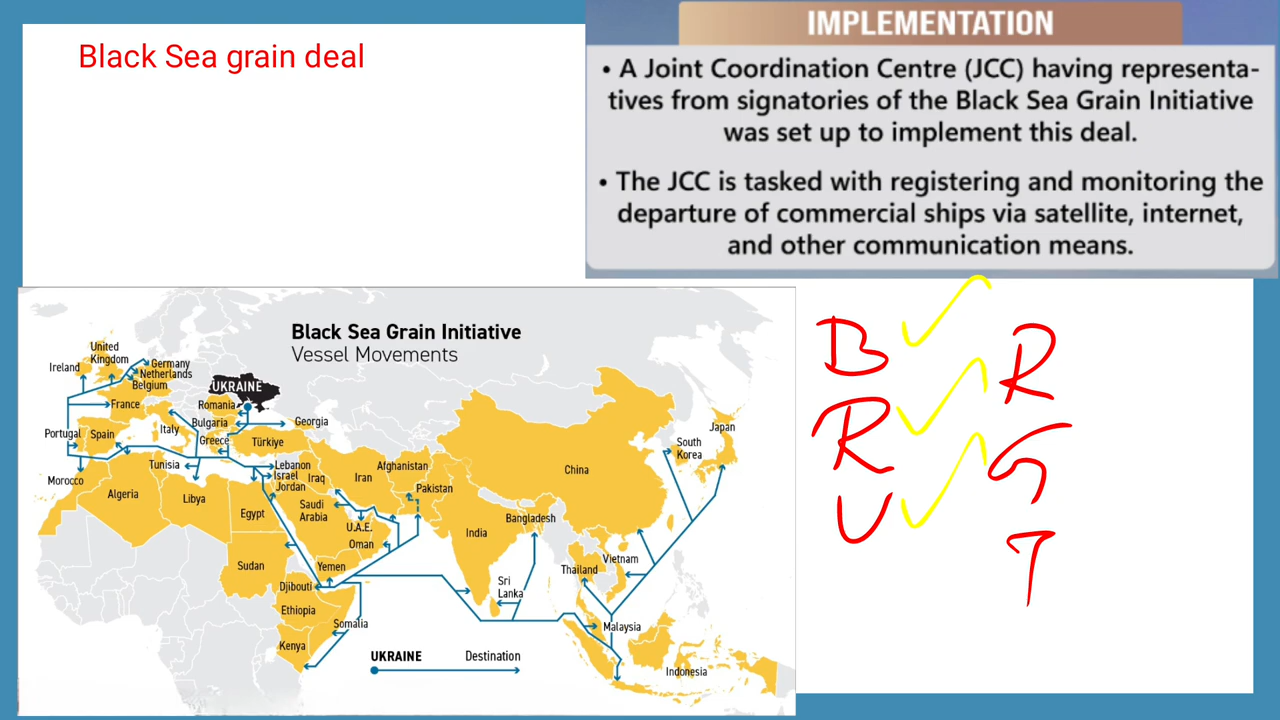 Black Sea grain deal
IMPLEMENTATION
• A Joint Coordination Centre (JCC) having representa-
tives from signatories of the Black Sea Grain Initiative
was set up to implement this deal.
• The JCC is tasked with registering and monitoring the
departure of commercial ships via satellite, internet,
and other communication means.
Black Sea Grain Initiative
Vessel Movements
United
Kingdom
Ireland
Germany
Netherlands
Belgium
France
UKRAINE
Romania
Bulgaria
Georgia
Portugal
Spain
Italy
Greece
Türkiye
Tunisia
Morocco
Algeria
Libya
Egypt
Lebanon
Israel
Jordan
Iraq
Iran
Afghanistan
Pakistan
Saudi
Arabia
U.A.E.
Oman
Yemen
Sudan
Djibouti
Ethiopia
Somalia
Kenya
India
Bangladesh
Sri
Lanka
China
South
Korea
Japan
Vietnam
Thailand
Malaysia
Indonesia
UKRAINE Destination
B
R
U
R
G
T